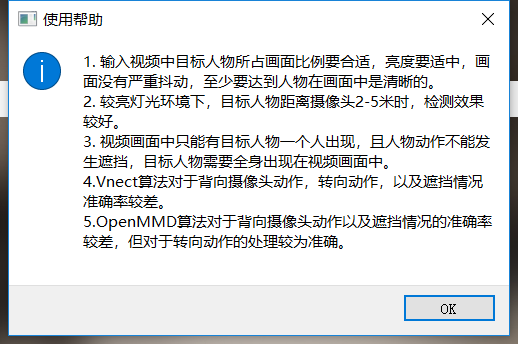 使用帮助
1. 输入视频中目标人物所占画面比例要合适，亮度要适中，画
面没有严重抖动，至少要达到人物在画面中是清晰的。
2. 较亮灯光环境下，目标人物距离摄像头2-5米时，检测效果
较好。
3. 视频画面中只能有目标人物一个人出现，且人物动作不能发
生遮挡，目标人物需要全身出现在视频画面中。
4.Vnect算法对于背向摄像头动作，转向动作，以及遮挡情况
准确率较差。
5.OpenMMD算法对于背向摄像头动作以及遮挡情况的准确率
较差，但对于转向动作的处理较为准确。
OK